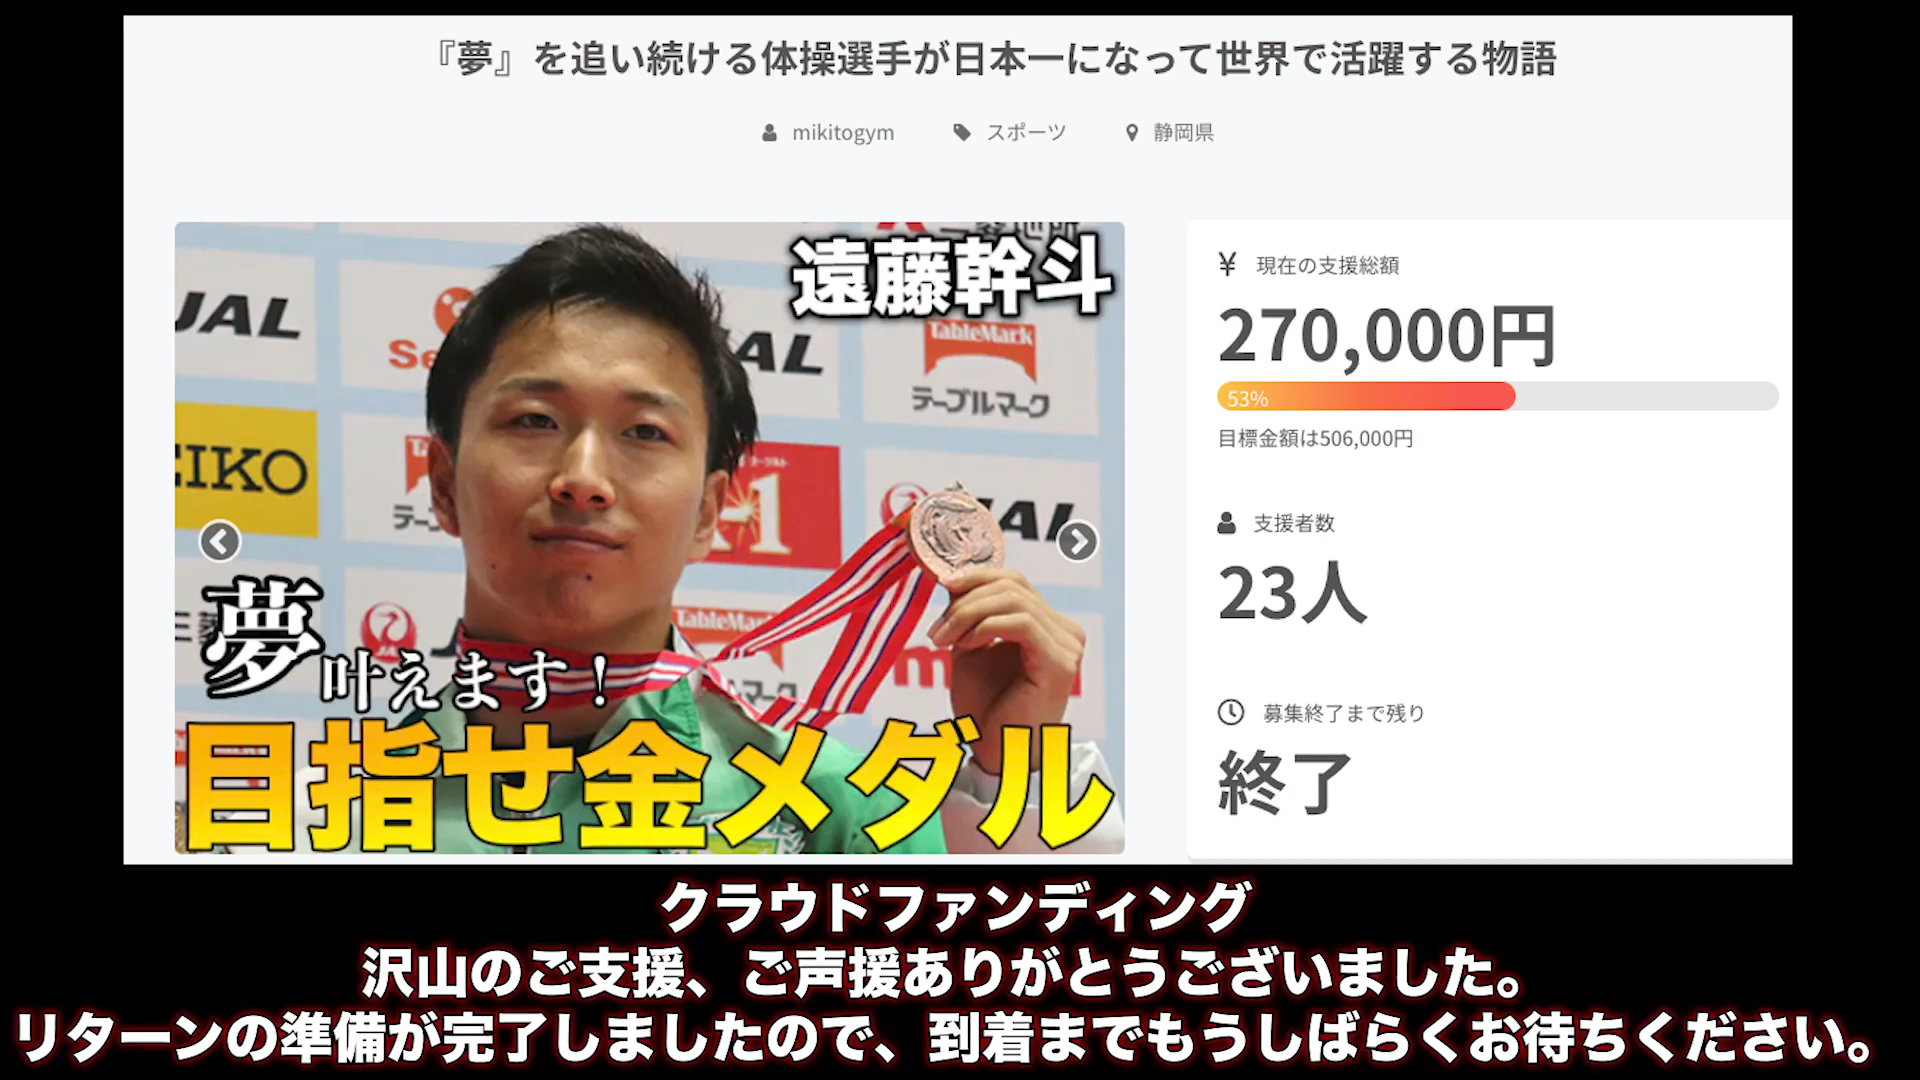 『夢』を追い続ける体操選手が日本一になって世界で活躍する物語
mikitogym スポーツ 静岡県
遠藤幹斗
JAL
JAL
TableMark
テーブルマーク
EIKO
JAL
夢叶えます！
目指せ金メダル
¥ 現在の支援総額
270,000円
53%
目標金額は506,000円
支援者数
23人
募集終了まで残り
終了
クラウドファンディング
沢山のご支援、ご声援ありがとうございました。
リターンの準備が完了しましたので、到着までもうしばらくお待ちください。